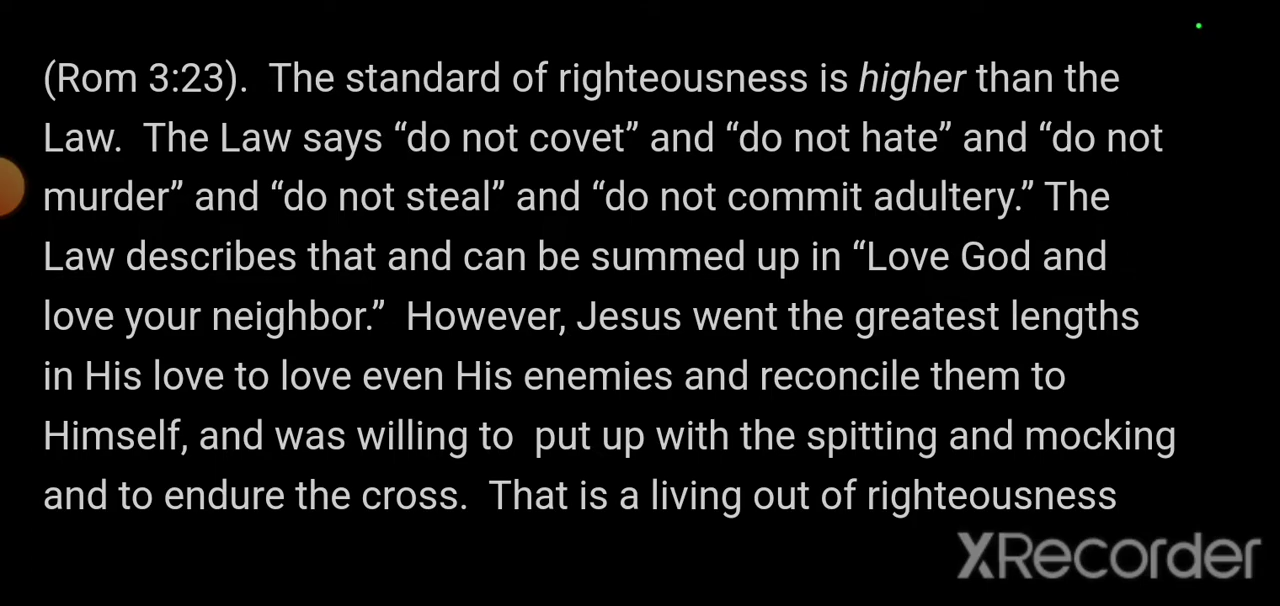 (Rom 3:23).  The standard of righteousness is higher than the
Law.  The Law says “do not covet” and “do not hate” and “do not
murder” and “do not steal” and “do not commit adultery.” The
Law describes that and can be summed up in “Love God and
love your neighbor.”  However, Jesus went the greatest lengths
in His love to love even His enemies and reconcile them to
Himself, and was willing to  put up with the spitting and mocking
and to endure the cross.  That is a living out of righteousness
XRecorder